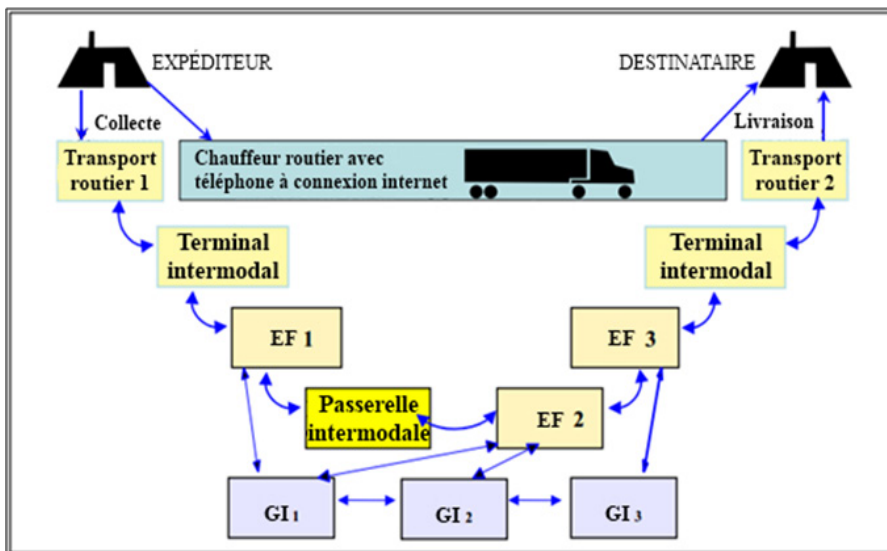 EXPÉDITEUR
DESTINATAIRE
Collecte
Livraison
Transport
routier 1
Chauffeur routier avec
téléphone à connexion internet
Transport
routier 2
Terminal
intermodal
Terminal
intermodal
EF 1
EF 3
Passerelle
intermodale
EF 2
GI 1
GI 2
GI 3